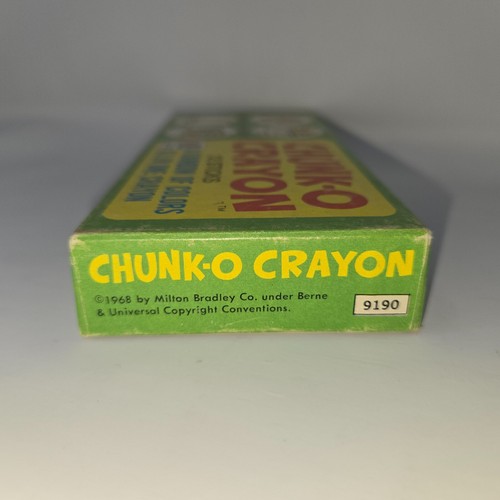 CHUNK-O
CRAYON
CHUNK-O CRAYON
©1968 by Milton Bradley Co. under Berne
& Universal Copyright Conventions.
9190